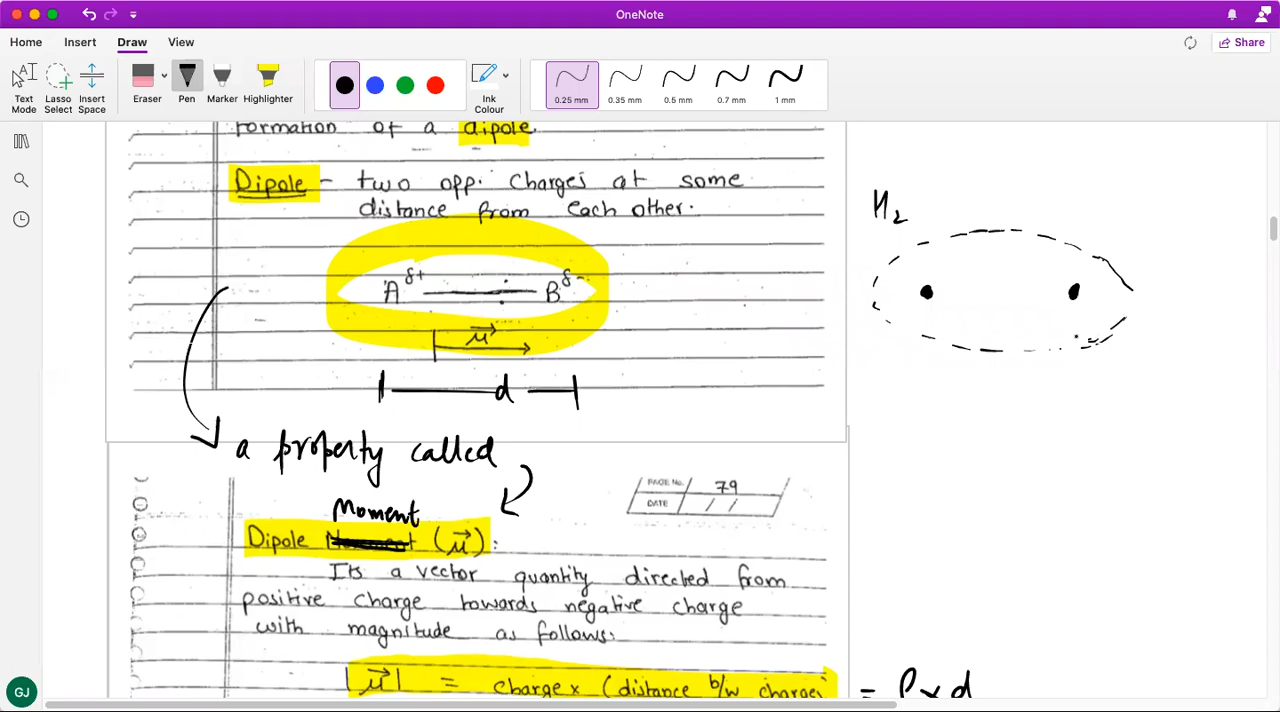 OneNote
Home Insert Draw View
Share
Text Mode
Lasso Select
Insert Space
Eraser
Pen
Marker
Highlighter
Ink Colour
0.25 mm
0.35 mm
0.5 mm
0.7 mm
1 mm
formation of a dipole.
Dipole - two opp. charges at some
distance from each other.
H2
A δ+ B δ-
μ
d
a property called
PAGE No. 79
DATE / /
Moment
Dipole (μ⃗):
Its a vector quantity directed from
positive charge towards negative charge
with magnitude as follows:
|μ⃗| = charge x (distance b/w charges
= x d
GJ